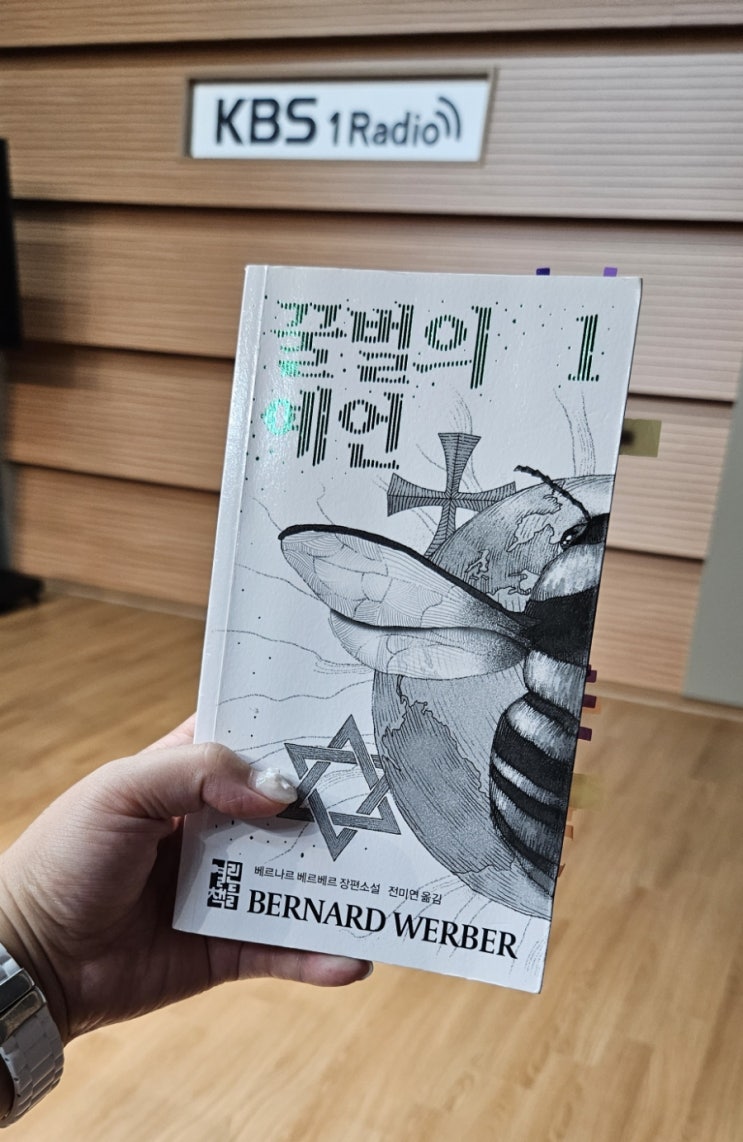 KBS 1Radio
꿀벌의 1
예언
열린
책들
베르나르 베르베르 장편소설 전미연 옮김
BERNARD WERBER